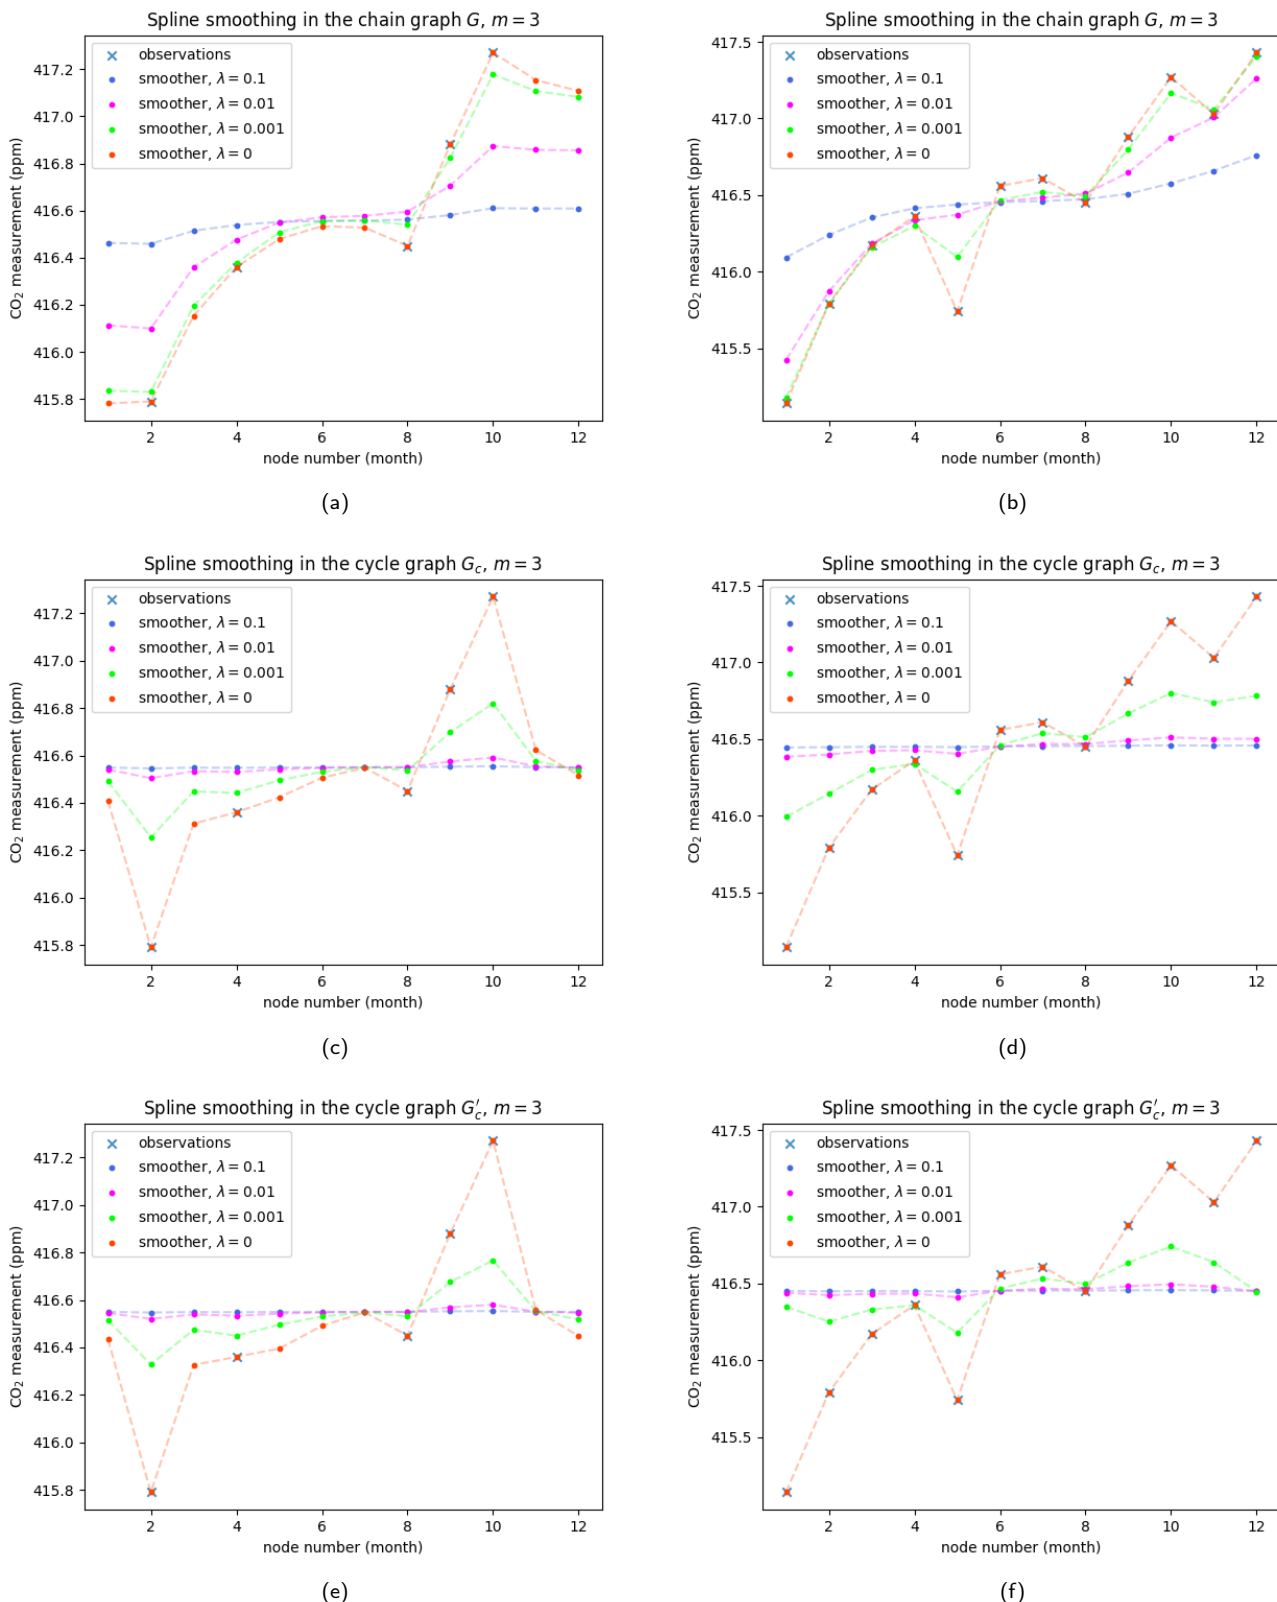 Spline smoothing in the chain graph G, m = 3
417.2
417.0
416.8
416.6
416.4
416.2
416.0
415.8
CO₂ measurement (ppm)
observations
smoother, λ = 0.1
smoother, λ = 0.01
smoother, λ = 0.001
smoother, λ = 0
2 4 6 8 10 12
node number (month)
(a)
Spline smoothing in the chain graph G, m = 3
417.5
417.0
416.5
416.0
415.5
CO₂ measurement (ppm)
observations
smoother, λ = 0.1
smoother, λ = 0.01
smoother, λ = 0.001
smoother, λ = 0
2 4 6 8 10 12
node number (month)
(b)
Spline smoothing in the cycle graph G_c, m = 3
417.2
417.0
416.8
416.6
416.4
416.2
416.0
415.8
CO₂ measurement (ppm)
observations
smoother, λ = 0.1
smoother, λ = 0.01
smoother, λ = 0.001
smoother, λ = 0
2 4 6 8 10 12
node number (month)
(c)
Spline smoothing in the cycle graph G_c, m = 3
417.5
417.0
416.5
416.0
415.5
CO₂ measurement (ppm)
observations
smoother, λ = 0.1
smoother, λ = 0.01
smoother, λ = 0.001
smoother, λ = 0
2 4 6 8 10 12
node number (month)
(d)
Spline smoothing in the cycle graph G′_c, m = 3
417.2
417.0
416.8
416.6
416.4
416.2
416.0
415.8
CO₂ measurement (ppm)
observations
smoother, λ = 0.1
smoother, λ = 0.01
smoother, λ = 0.001
smoother, λ = 0
2 4 6 8 10 12
node number (month)
(e)
Spline smoothing in the cycle graph G′_c, m = 3
417.5
417.0
416.5
416.0
415.5
CO₂ measurement (ppm)
observations
smoother, λ = 0.1
smoother, λ = 0.01
smoother, λ = 0.001
smoother, λ = 0
2 4 6 8 10 12
node number (month)
(f)